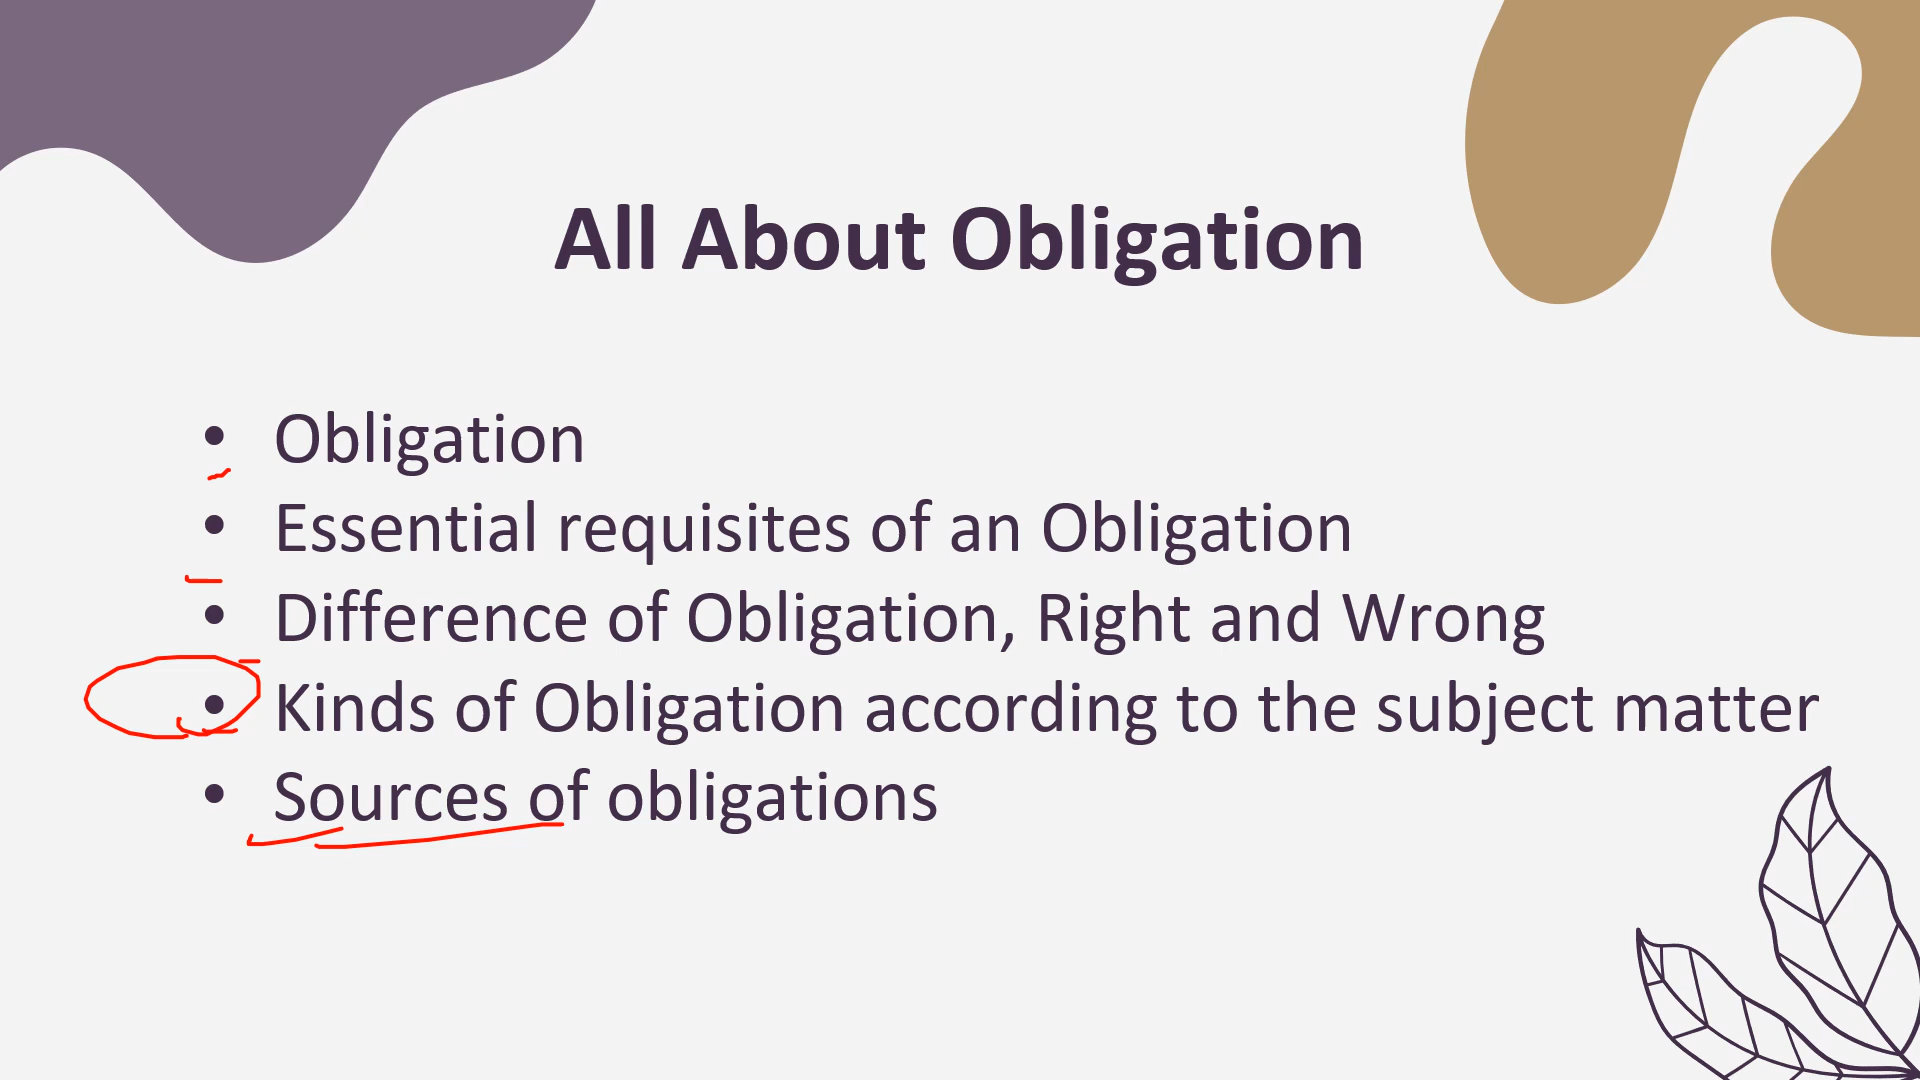 All About Obligation
• Obligation
• Essential requisites of an Obligation
• Difference of Obligation, Right and Wrong
• Kinds of Obligation according to the subject matter
• Sources of obligations